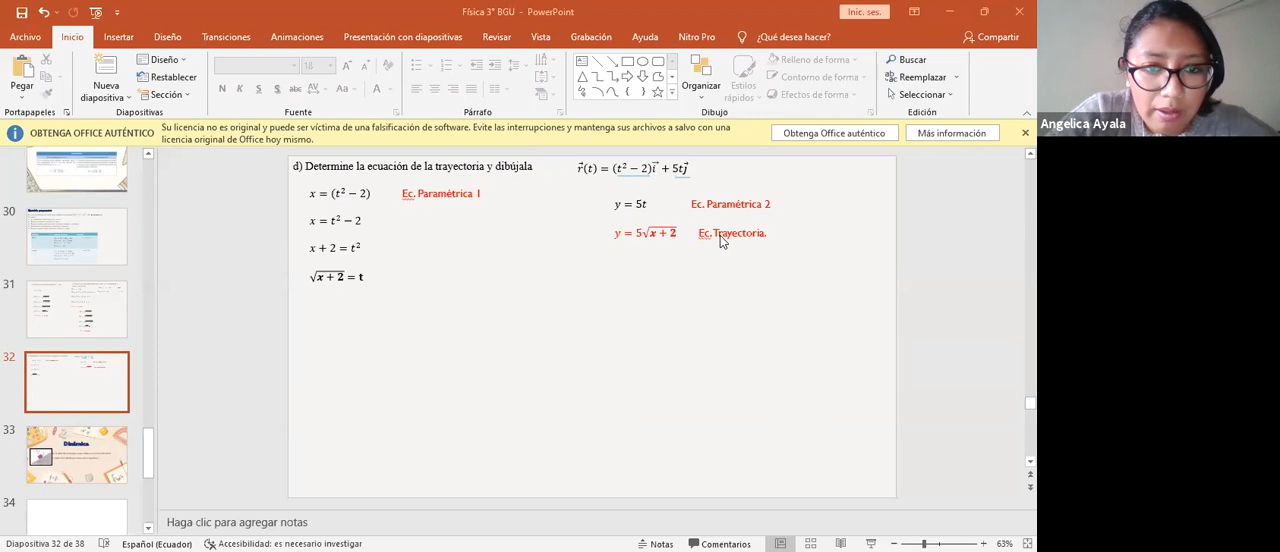 Física 3° BGU - PowerPoint
Inic. ses.
Archivo Inicio Insertar Diseño Transiciones Animaciones Presentación con diapositivas Revisar Vista Grabación Ayuda Nitro Pro ¿Qué desea hacer? Compartir
Pegar
Nueva diapositiva
Diseño
Restablecer
Sección
18
Organizar
Estilos rápidos
Relleno de forma
Contorno de forma
Efectos de forma
Buscar
Reemplazar
Seleccionar
Portapapeles Diapositivas Fuente Párrafo Dibujo Edición
OBTENGA OFFICE AUTÉNTICO Su licencia no es original y puede ser víctima de una falsificación de software. Evite las interrupciones y mantenga sus archivos a salvo con una
licencia original de Office hoy mismo.
Obtenga Office auténtico Más información
Angelica Ayala
30
31
32
33
Dinámica
34
d) Determine la ecuación de la trayectoria y dibújala r⃗(t) = (t² − 2)i⃗ + 5tj⃗
x = (t² − 2) Ec. Paramétrica 1
y = 5t Ec. Paramétrica 2
x = t² − 2
y = 5√(x + 2) Ec. Trayectoria.
x + 2 = t²
√(x + 2) = t
Haga clic para agregar notas
Diapositiva 32 de 38 Español (Ecuador) Accesibilidad: es necesario investigar Notas Comentarios 63%